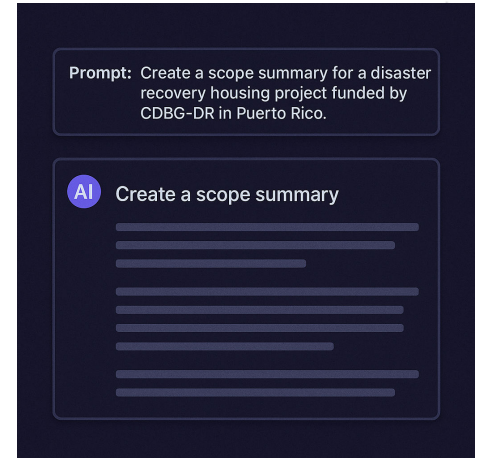 Prompt: Create a scope summary for a disaster
recovery housing project funded by
CDBG-DR in Puerto Rico.
AI Create a scope summary